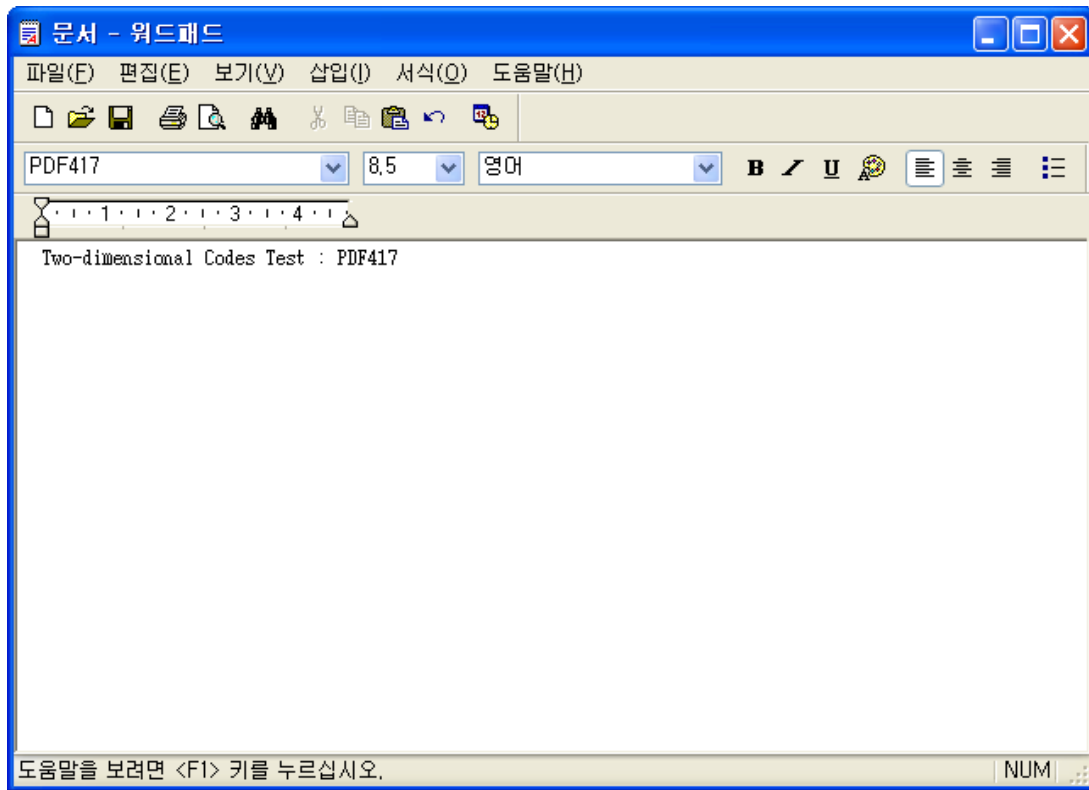 문서 - 워드패드
파일(F) 편집(E) 보기(V) 삽입(I) 서식(O) 도움말(H)
PDF417 8,5 영어 B U
1 2 3 4
Two-dimensional Codes Test : PDF417
도움말을 보려면 <F1> 키를 누르십시오. NUM